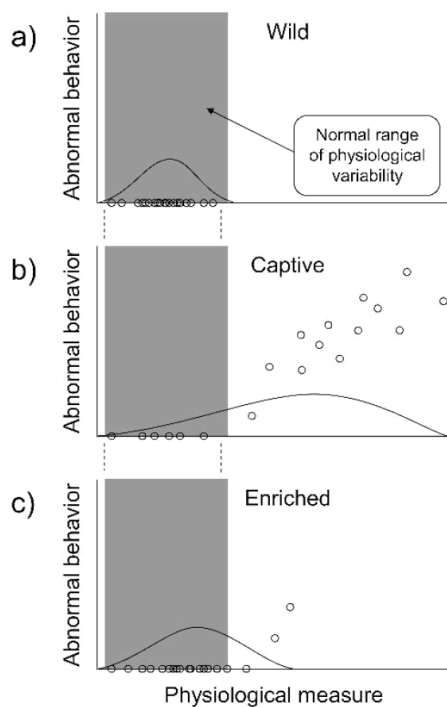 a)
Wild
Abnormal behavior
Normal range
of physiological
variability
b)
Captive
Abnormal behavior
c)
Enriched
Abnormal behavior
Physiological measure